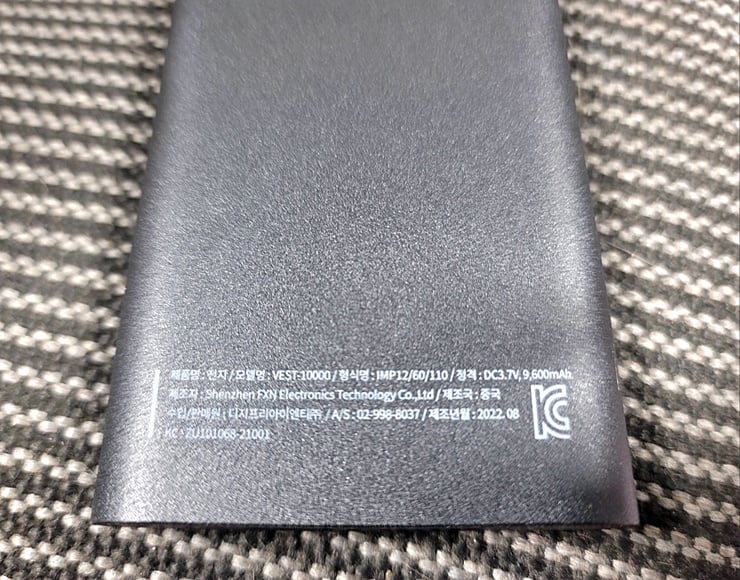 제품명 : 전지 / 모델명 : VEST-10000 / 형식명 : IMP12/60/110 / 정격 : DC3.7V, 9,600mAh
제조자 : Shenzhen FXN Electronics Technology Co.,Ltd / 제조국 : 중국
수입/판매원 : 디지프리아이엔티㈜ / A/S : 02-998-8037 / 제조년월 : 2022. 08
KC : ZU101068-21001
KC